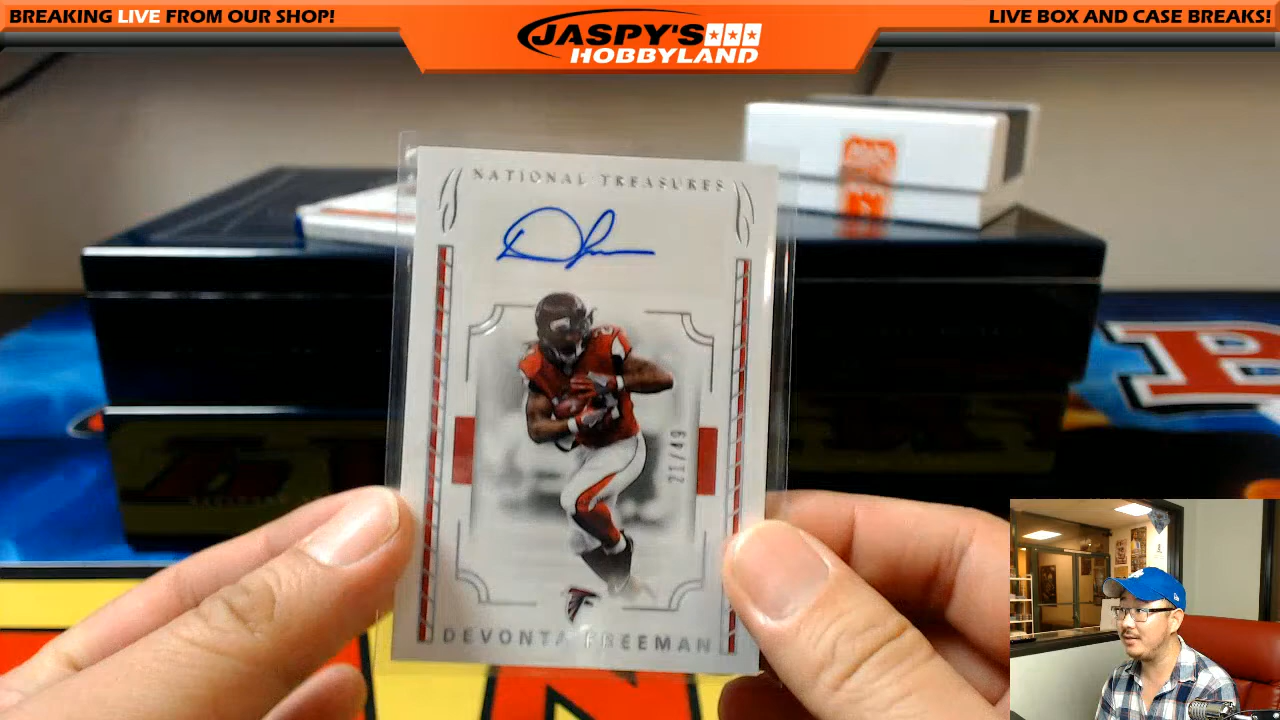 BREAKING LIVE FROM OUR SHOP!
JASPY'S
HOBBYLAND
LIVE BOX AND CASE BREAKS!
NATIONAL TREASURES
21/49
DEVONTA FREEMAN